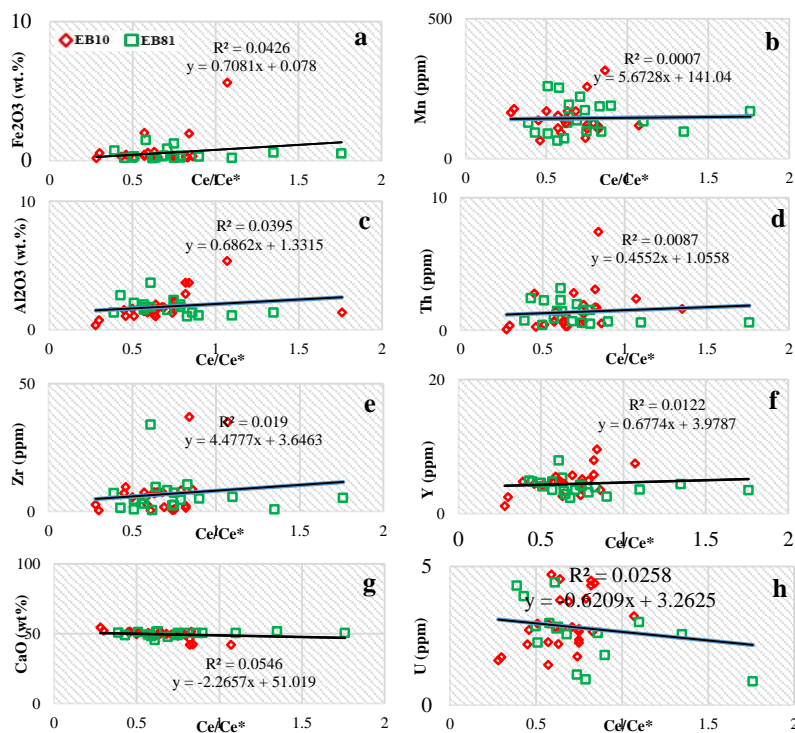 10
EB10 EB81
a
R² = 0.0426
y = 0.7081x + 0.078
Fe2O3 (wt.%)
0
0 0.5 1 1.5 2
Ce/Ce*
500
b
R² = 0.0007
y = 5.6728x + 141.04
Mn (ppm)
0
0 0.5 1 1.5 2
Ce/Ce*
10
c
R² = 0.0395
y = 0.6862x + 1.3315
Al2O3 (wt.%)
0
0 0.5 1 1.5 2
Ce/Ce*
10
d
R² = 0.0087
y = 0.4552x + 1.0558
Th (ppm)
0
0 0.5 1 1.5 2
Ce/Ce*
50
e
R² = 0.019
y = 4.4777x + 3.6463
Zr (ppm)
0
0 0.5 1 1.5 2
Ce/Ce*
20
f
R² = 0.0122
y = 0.6774x + 3.9787
Y (ppm)
0
0 0.5 1 1.5 2
Ce/Ce*
100
g
50
R² = 0.0546
y = -2.2657x + 51.019
CaO (wt%)
0
0 0.5 1 1.5 2
Ce/Ce*
5
h
R² = 0.0258
y = -0.6209x + 3.2625
U (ppm)
0
0 0.5 1 1.5 2
Ce/Ce*